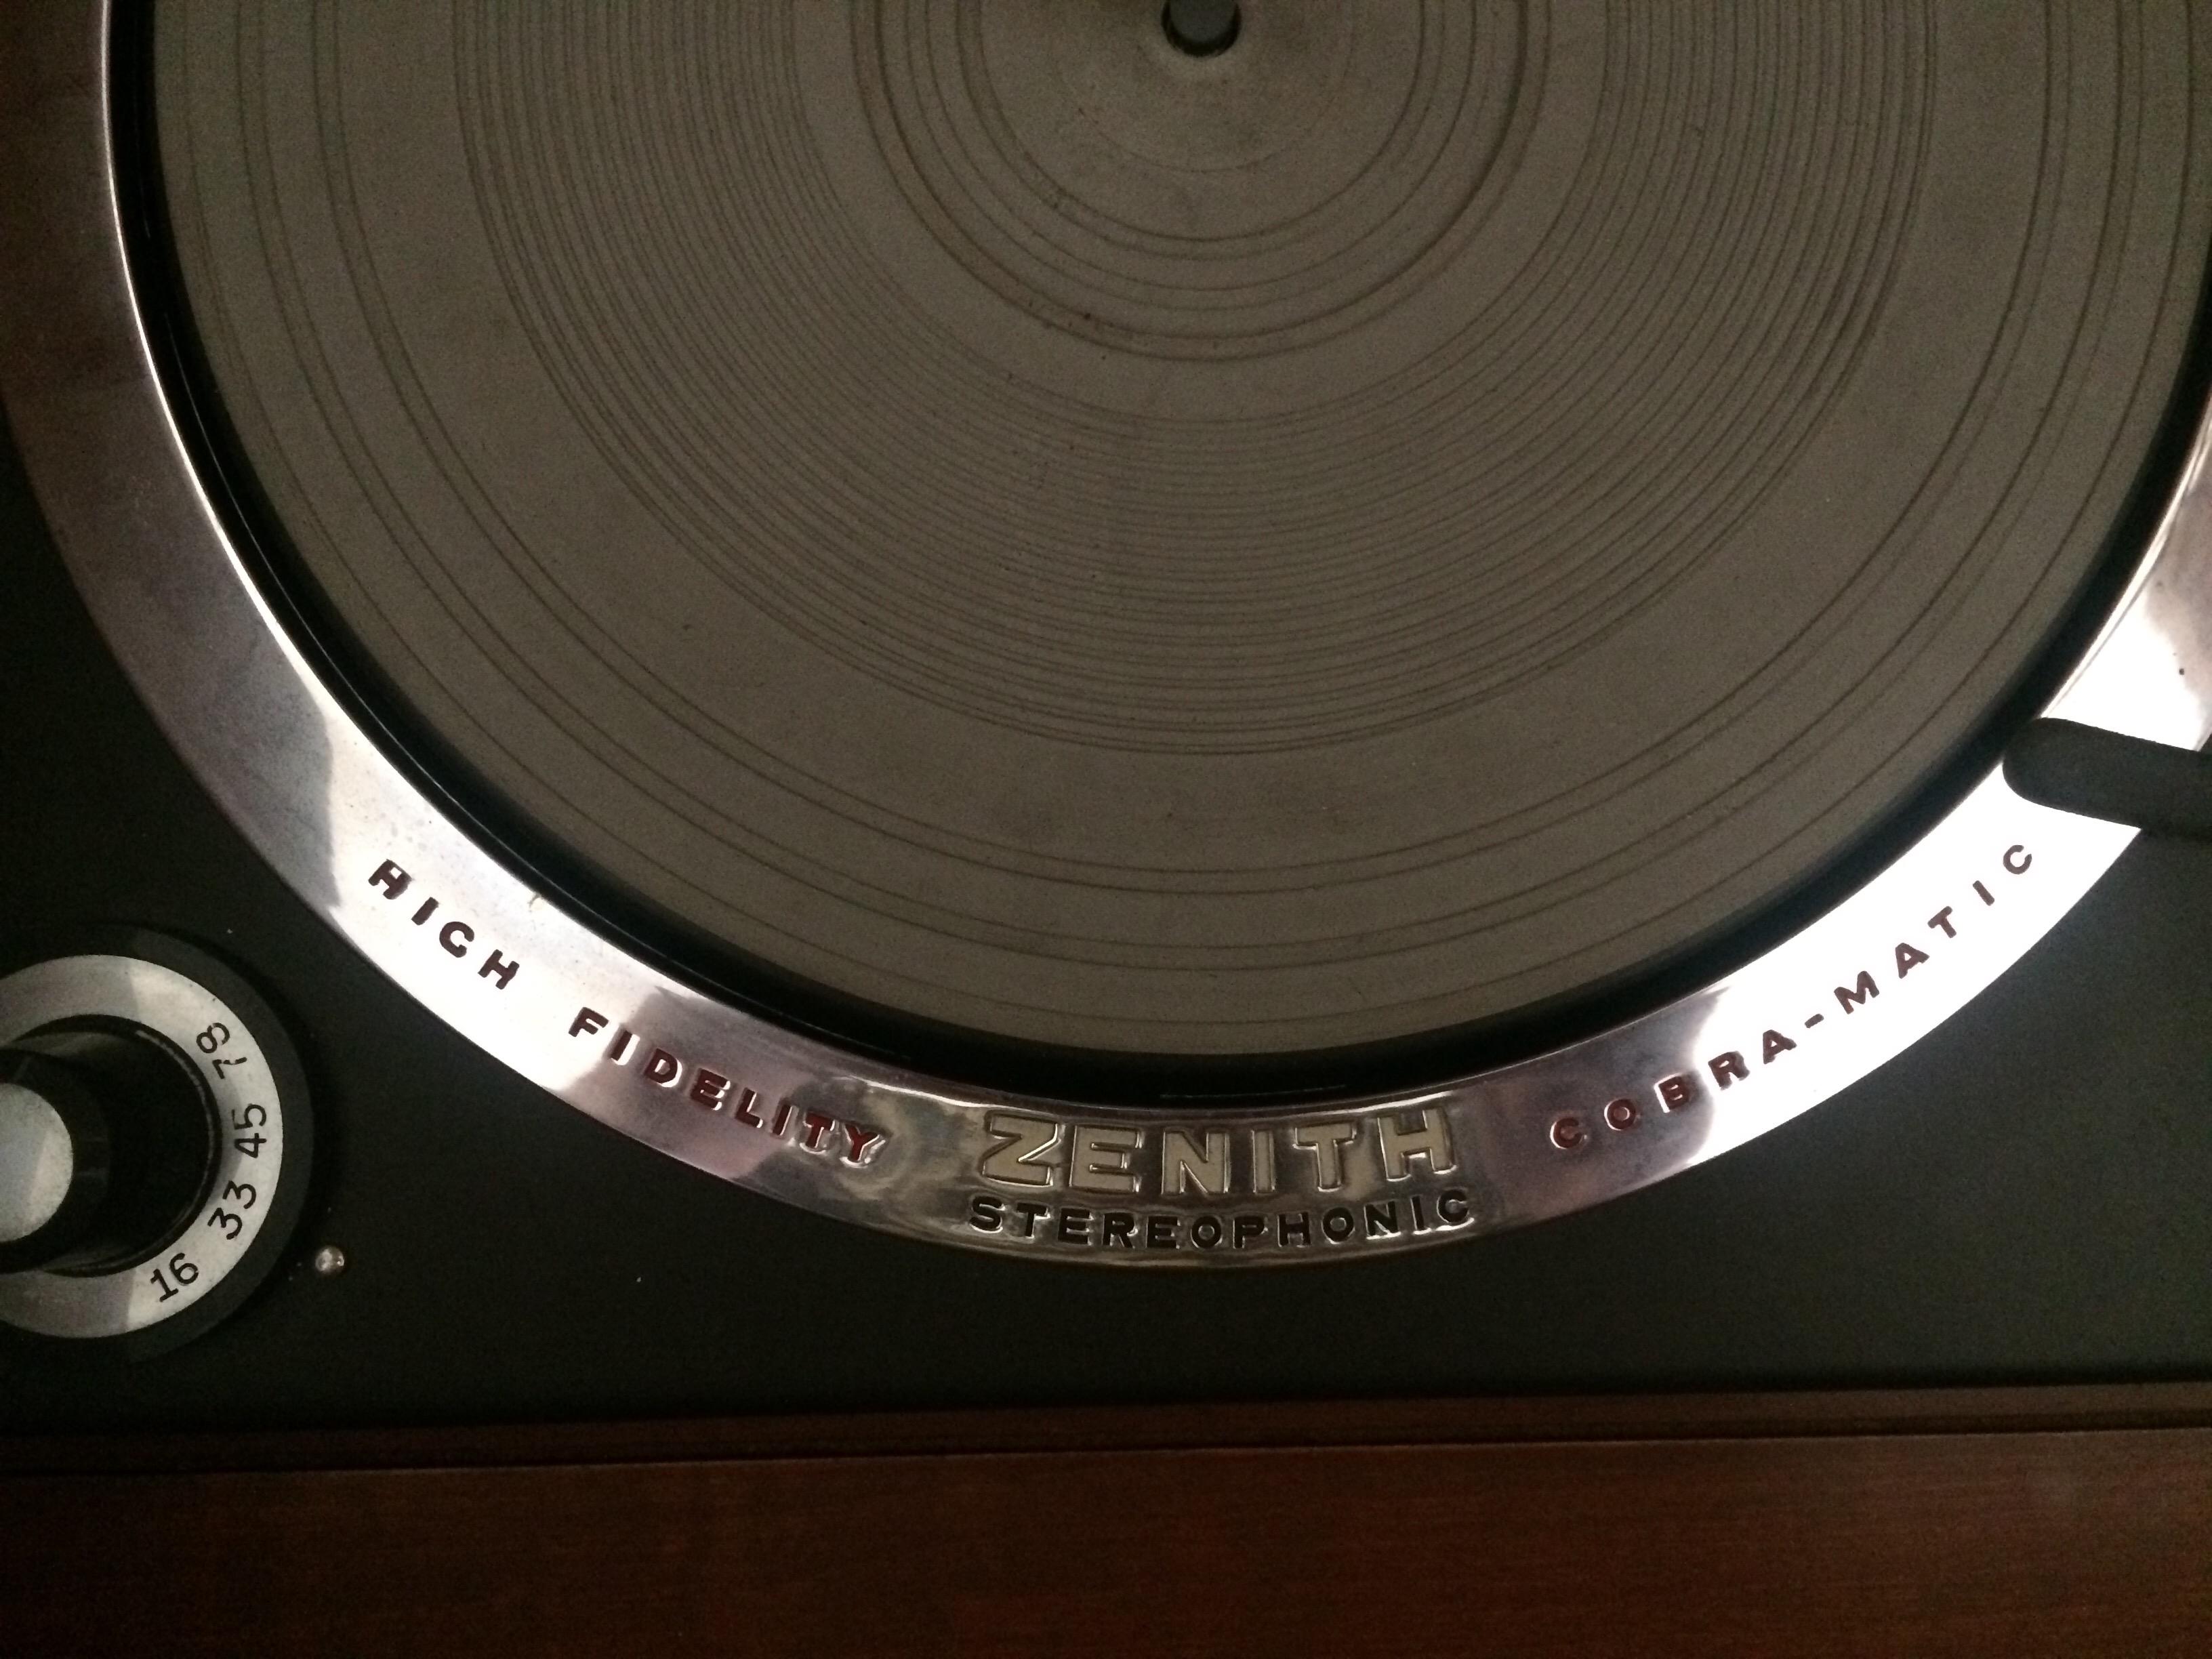 HIGH FIDELITY
ZENITH
STEREOPHONIC
COBRA-MATIC
78
45
33
16